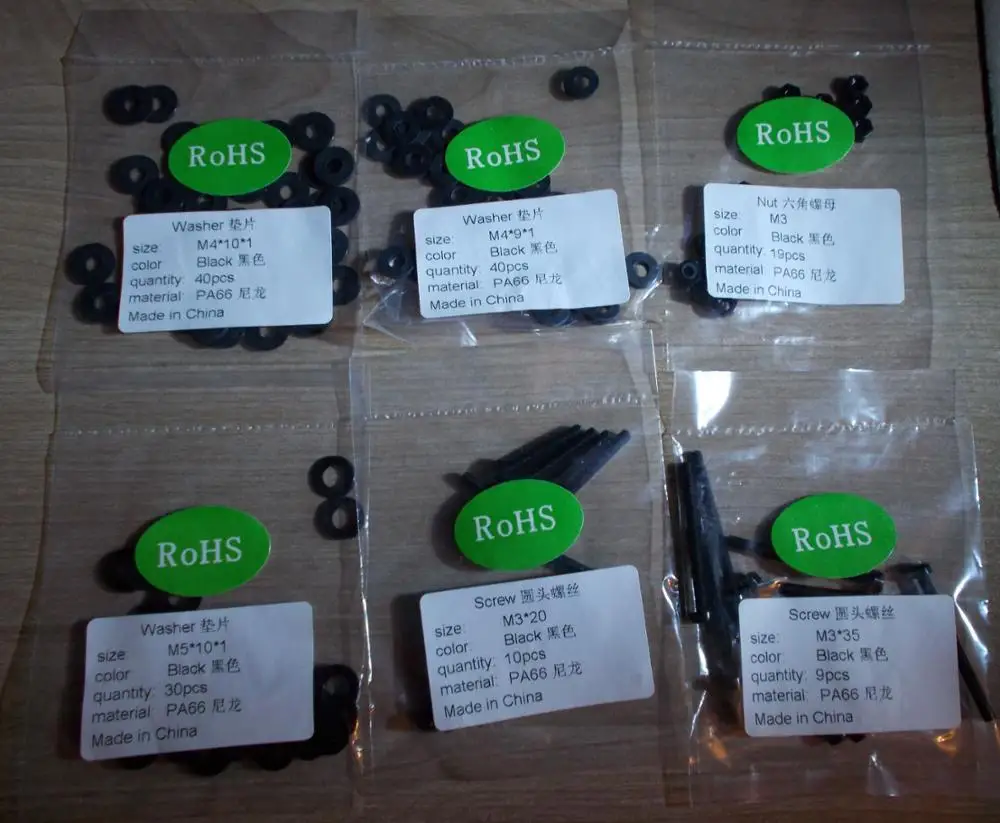 RoHS
Washer 垫片
size: M4*10*1
color Black 黑色
quantity: 40pcs
material: PA66 尼龙
Made in China
RoHS
Washer 垫片
size: M4*9*1
color Black 黑色
quantity: 40pcs
material: PA66 尼龙
Made in China
RoHS
Nut 六角螺母
size: M3
color Black 黑色
quantity: 19pcs
material PA66 尼龙
Made in China
RoHS
Washer 垫片
size: M5*10*1
color Black 黑色
quantity: 30pcs
material: PA66 尼龙
Made in China
RoHS
Screw 圆头螺丝
size: M3*20
color: Black 黑色
quantity: 10pcs
material: PA66 尼龙
Made in China
RoHS
Screw 圆头螺丝
size: M3*35
color Black 黑色
quantity: 9pcs
material: PA66 尼龙
Made in China